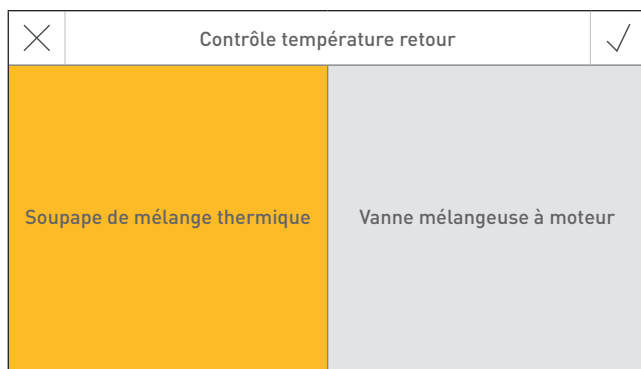 Contrôle température retour
Soupape de mélange thermique
Vanne mélangeuse à moteur